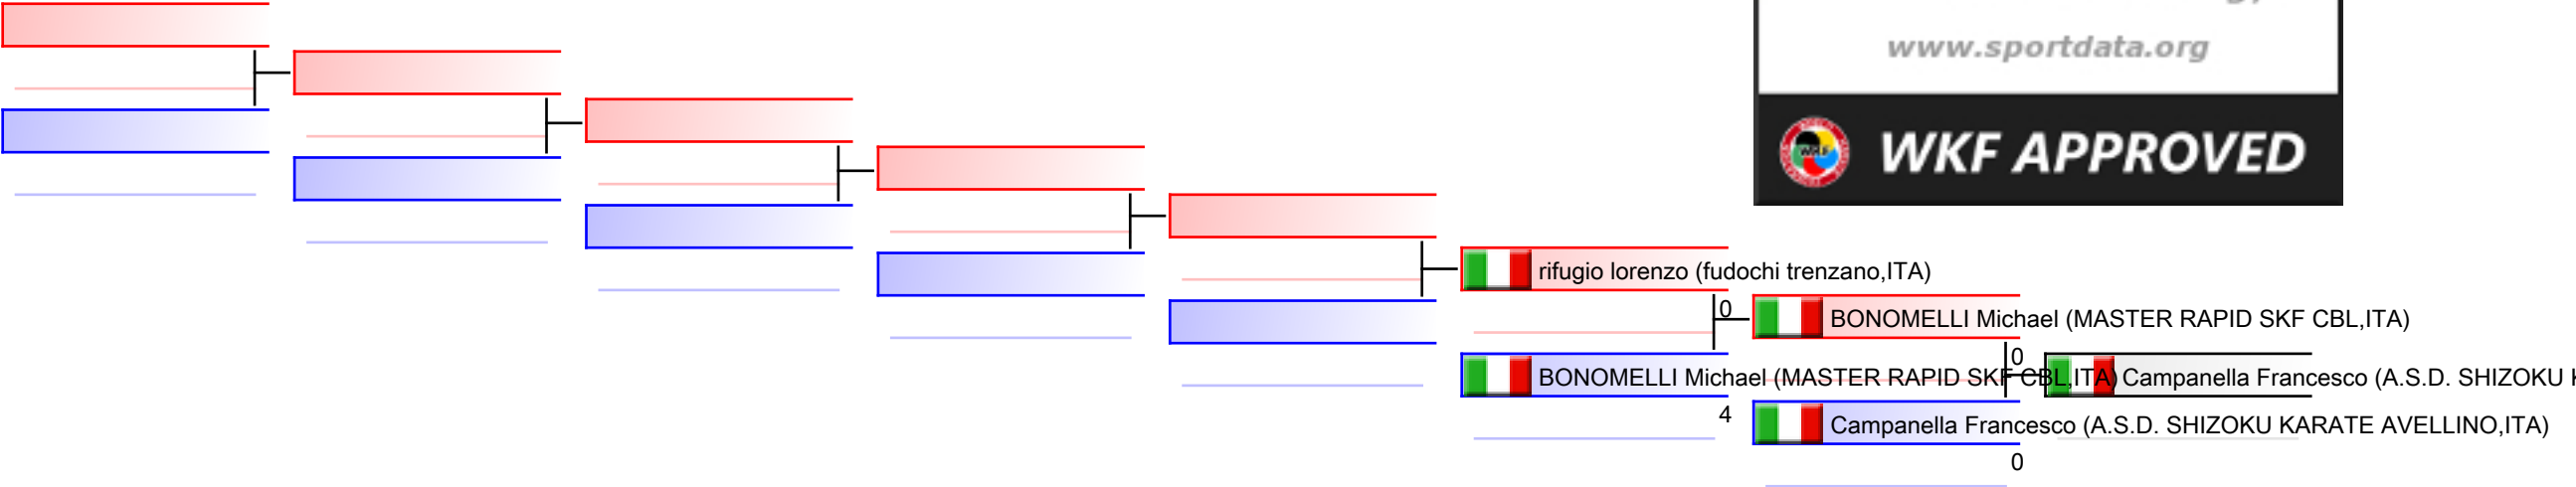 www.sportdata.org
WKF APPROVED
rifugio lorenzo (fudochi trenzano,ITA)
0
BONOMELLI Michael (MASTER RAPID SKF CBL,ITA)
0
BONOMELLI Michael (MASTER RAPID SKF CBL,ITA)
Campanella Francesco (A.S.D. SHIZOKU
4
Campanella Francesco (A.S.D. SHIZOKU KARATE AVELLINO,ITA)
0